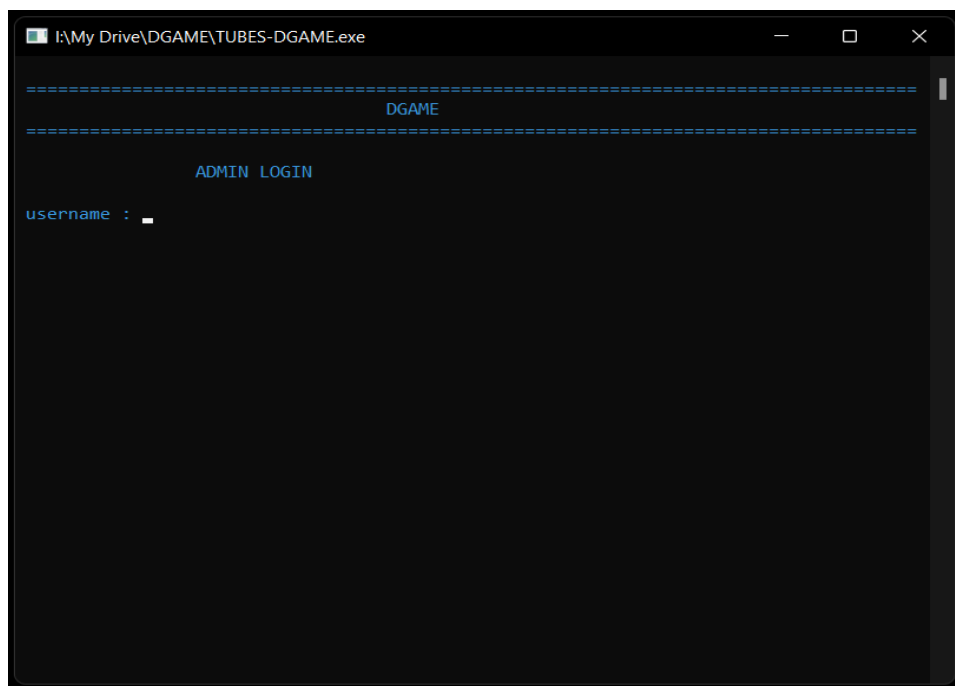 I:\My Drive\DGAME\TUBES-DGAME.exe
====================================================================================
DGAME
====================================================================================
ADMIN LOGIN
username :